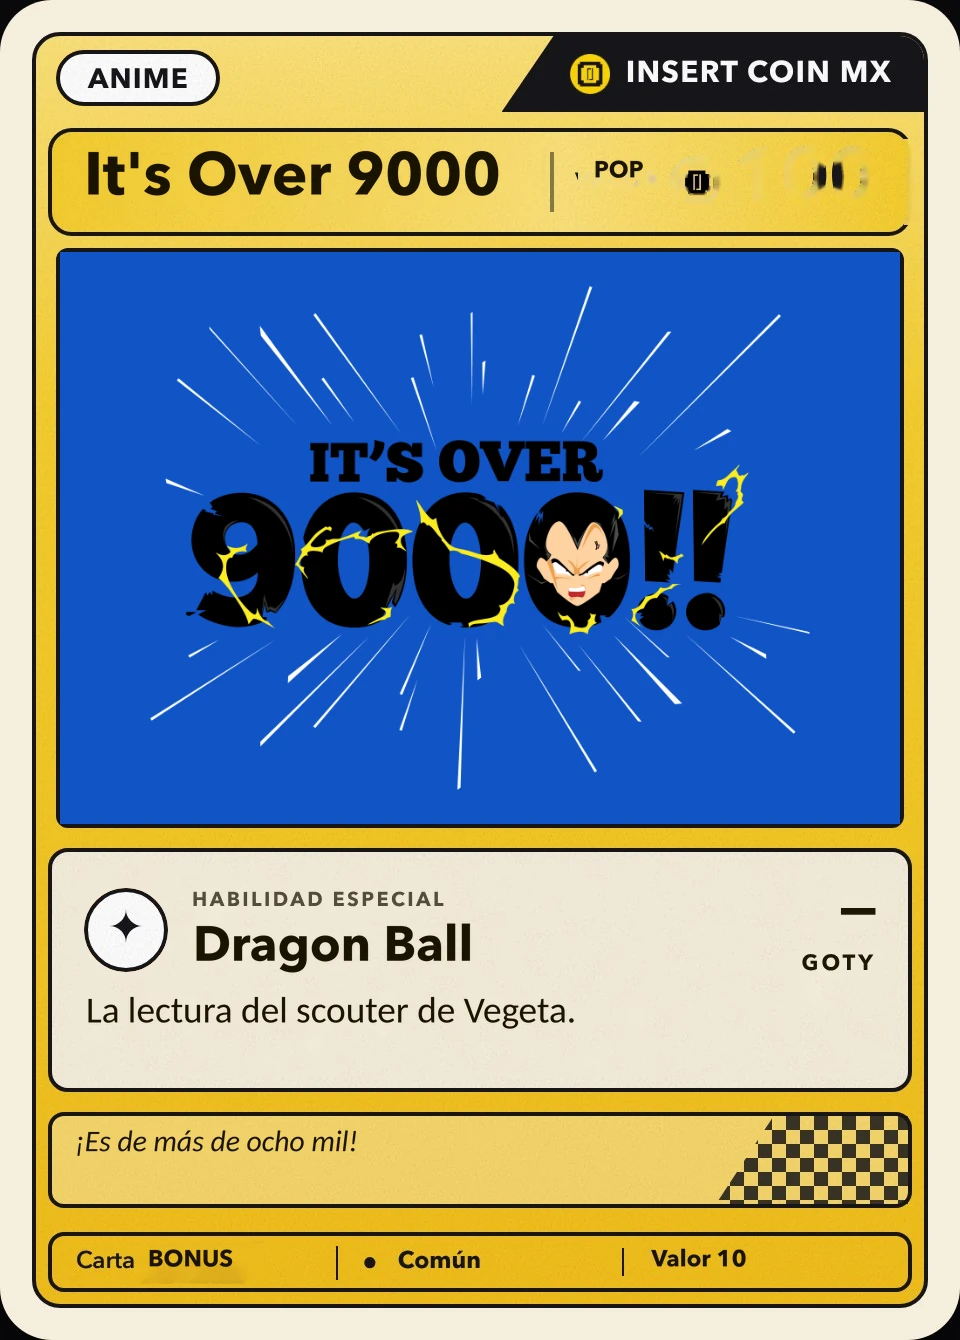 ANIME
INSERT COIN MX
It's Over 9000
POP
IT'S OVER
9000!!
HABILIDAD ESPECIAL
Dragon Ball
GOTY
La lectura del scouter de Vegeta.
¡Es de más de ocho mil!
Carta BONUS
• Común
Valor 10